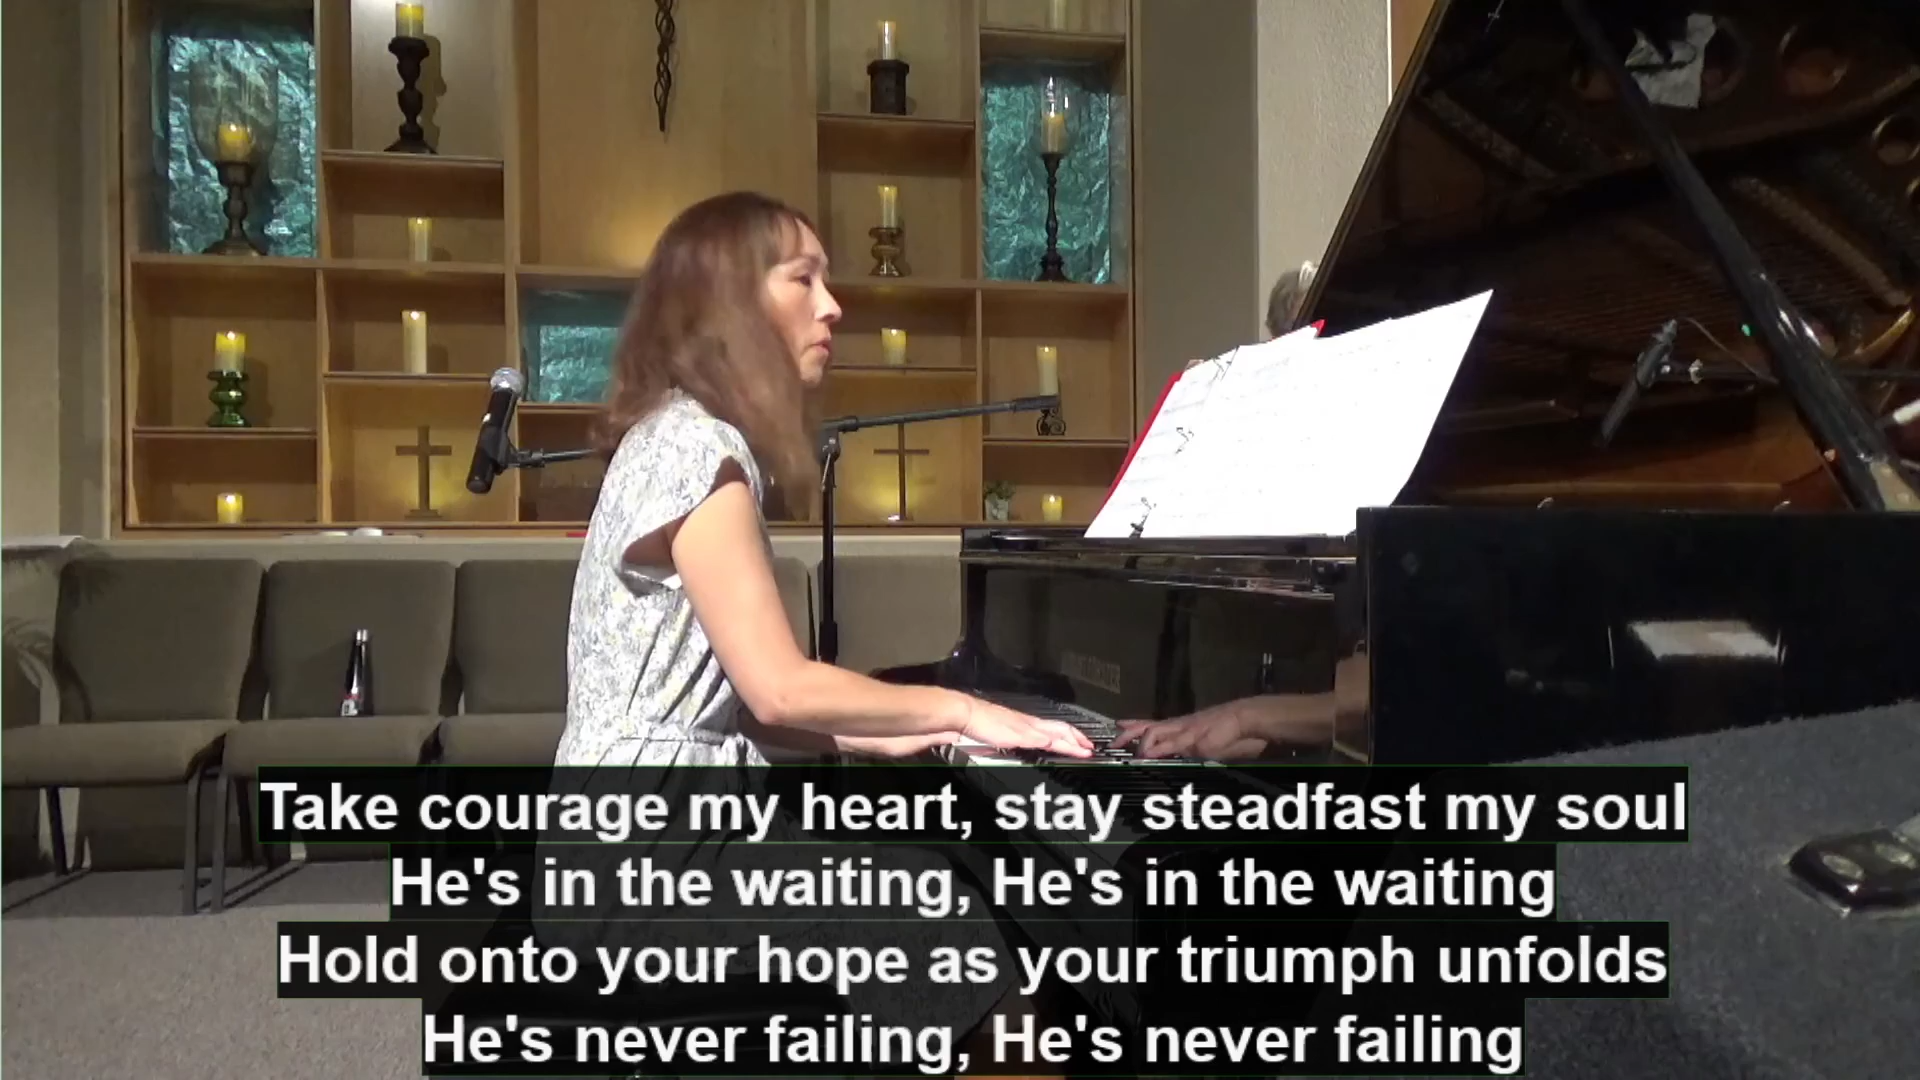 Take courage my heart, stay steadfast my soul
He's in the waiting, He's in the waiting
Hold onto your hope as your triumph unfolds
He's never failing, He's never failing